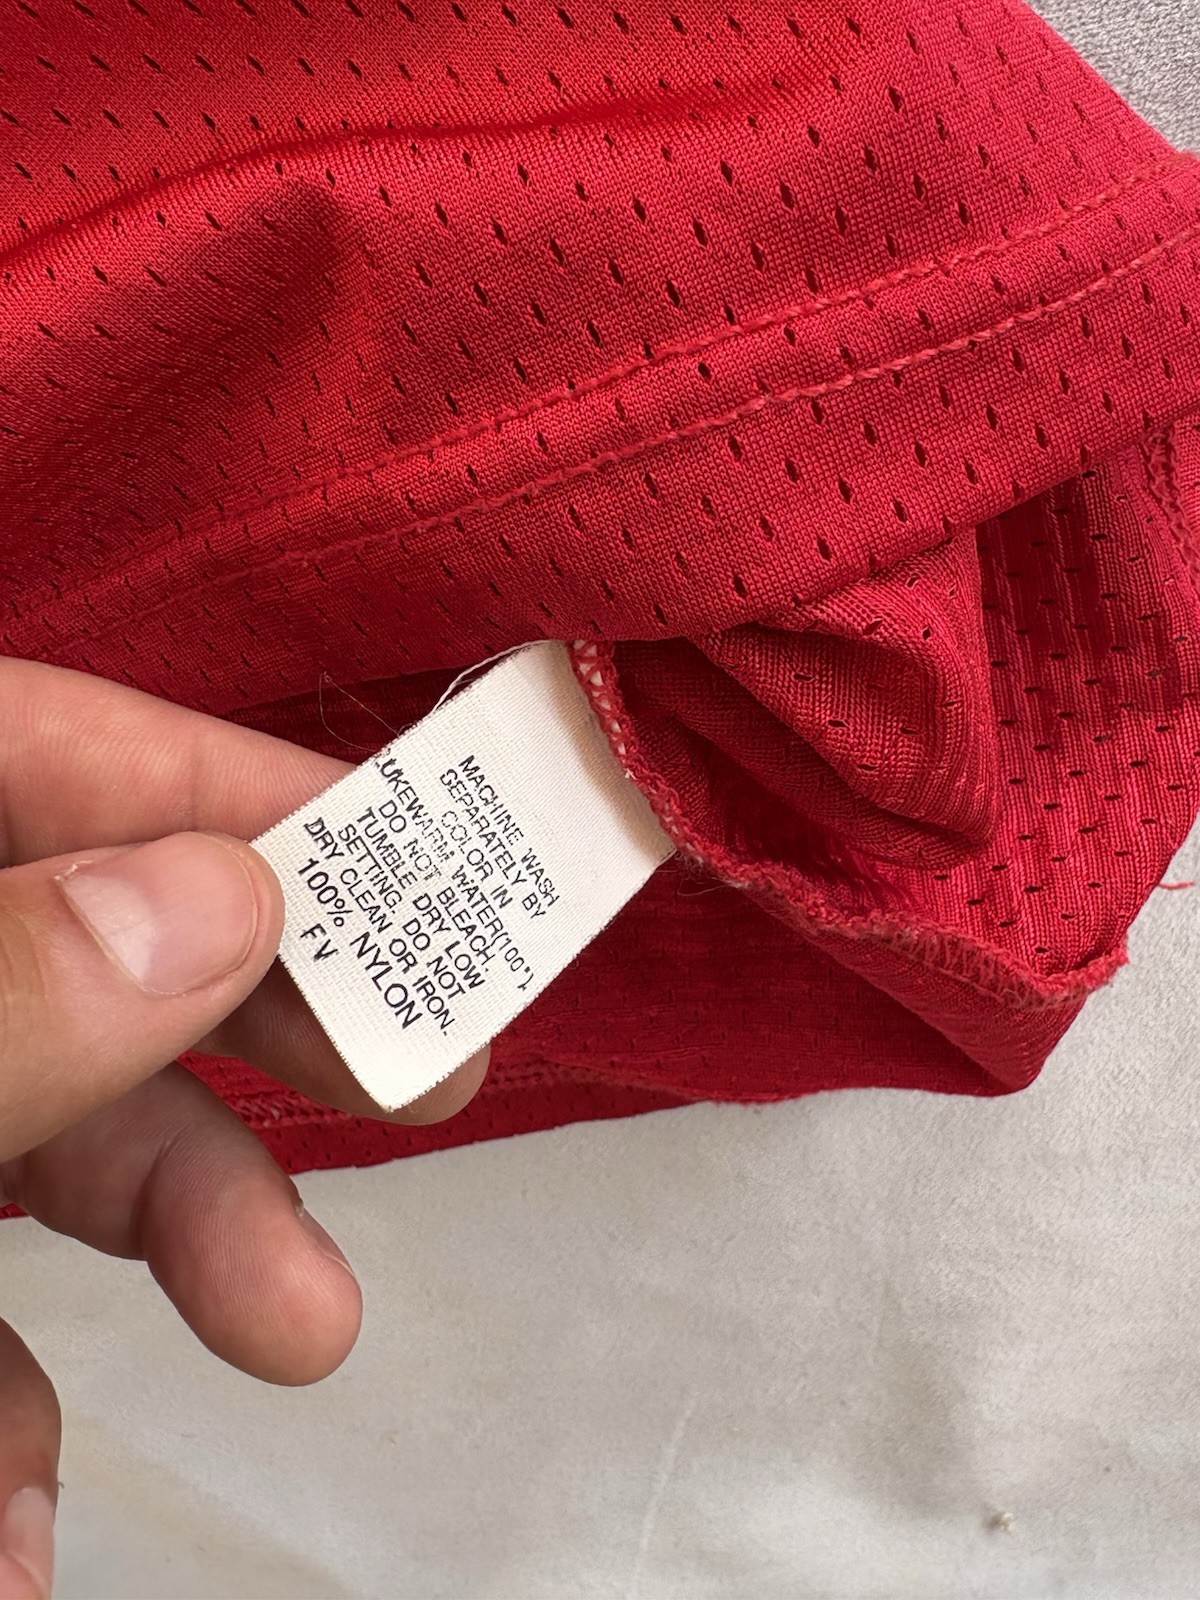 MACHINE WASH
SEPARATELY BY
COLOR IN
LUKEWARM WATER(100°).
DO NOT BLEACH.
TUMBLE DRY LOW
SETTING. DO NOT
DRY CLEAN OR IRON.
100% NYLON
FV